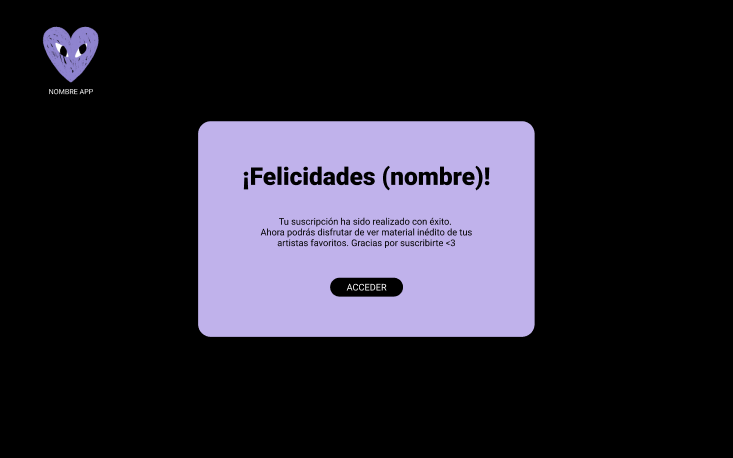 NOMBRE APP
¡Felicidades (nombre)!
Tu suscripción ha sido realizado con éxito.
Ahora podrás disfrutar de ver material inédito de tus
artistas favoritos. Gracias por suscribirte <3
ACCEDER